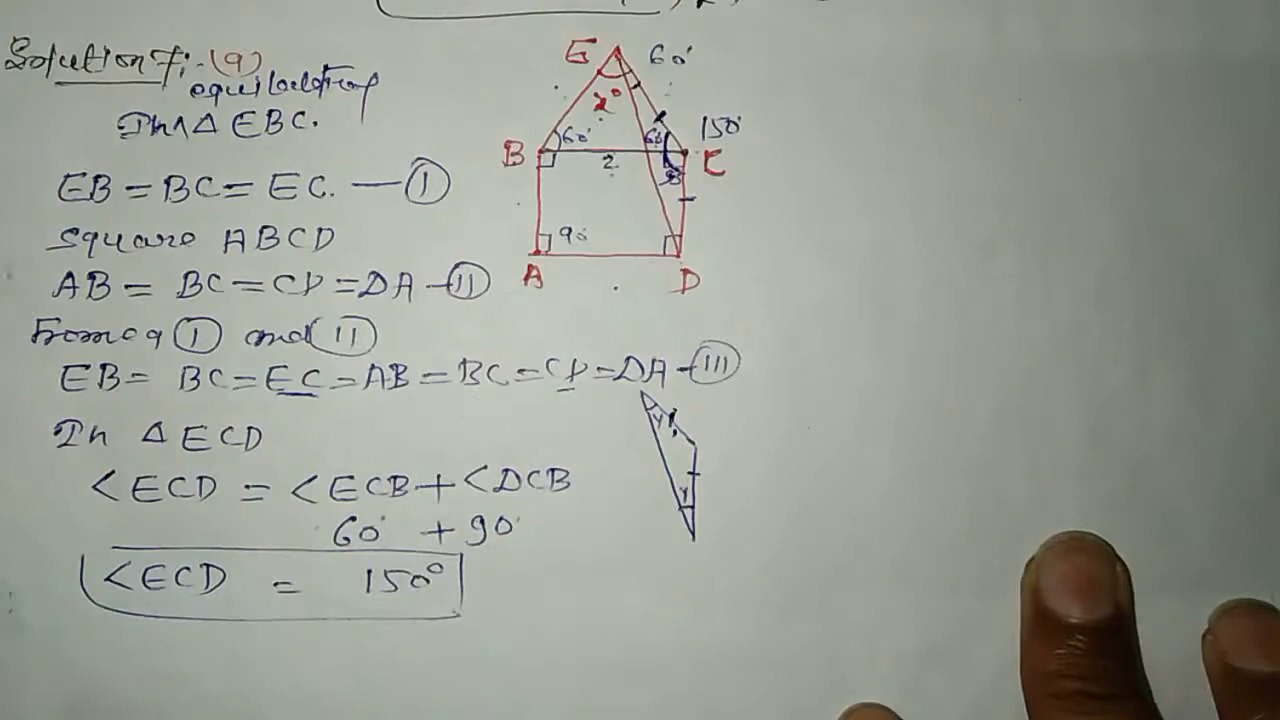 Solution 7:- (9)
equilateral
In △ EBC.
EB = BC = EC. — I
Square ABCD
AB = BC = CD = DA — II
From eq I and II
EB = BC = EC = AB = BC = CD = DA — III
In △ ECD
<ECD = <ECB + <DCB
60° + 90°
<ECD = 150°
E 60°
x°
B 60° 60° 150°
2 C
90
90
A D
y
y